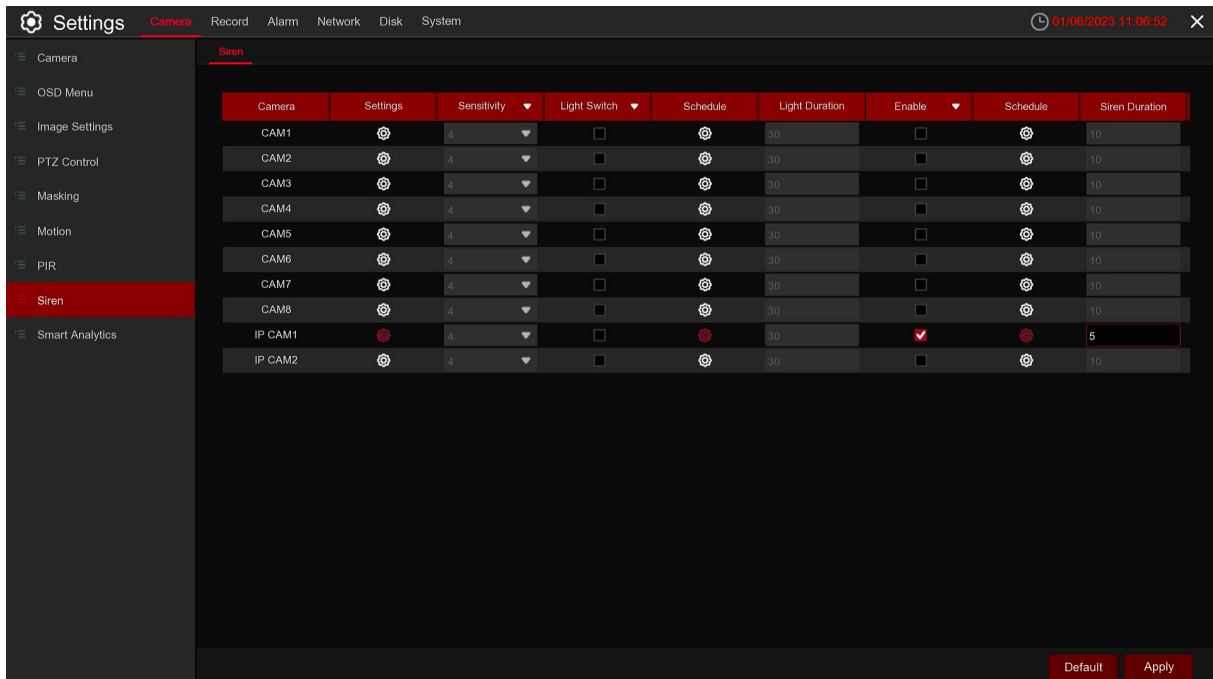 Settings Camera Record Alarm Network Disk System 01/06/2023 11:06:52
Siren
Camera
OSD Menu
Image Settings
PTZ Control
Masking
Motion
PIR
Siren
Smart Analytics
Camera Settings Sensitivity Light Switch Schedule Light Duration Enable Schedule Siren Duration
CAM1 4 30 10
CAM2 4 30 10
CAM3 4 30 10
CAM4 4 30 10
CAM5 4 30 10
CAM6 4 30 10
CAM7 4 30 10
CAM8 4 30 10
IP CAM1 4 30 5
IP CAM2 4 30 10
Default Apply